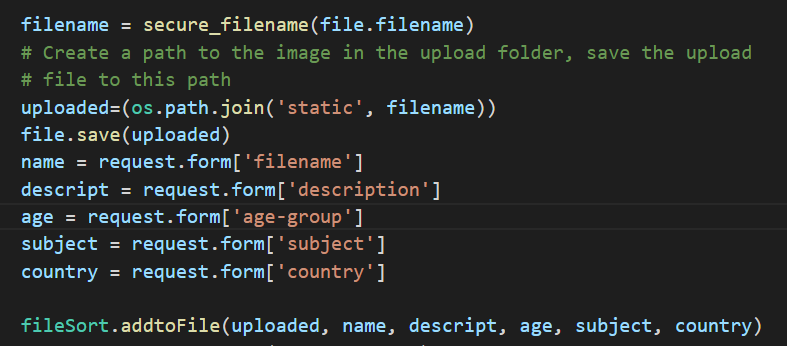 filename = secure_filename(file.filename)
# Create a path to the image in the upload folder, save the upload
# file to this path
uploaded=(os.path.join('static', filename))
file.save(uploaded)
name = request.form['filename']
descript = request.form['description']
age = request.form['age-group']
subject = request.form['subject']
country = request.form['country']
fileSort.addtoFile(uploaded, name, descript, age, subject, country)